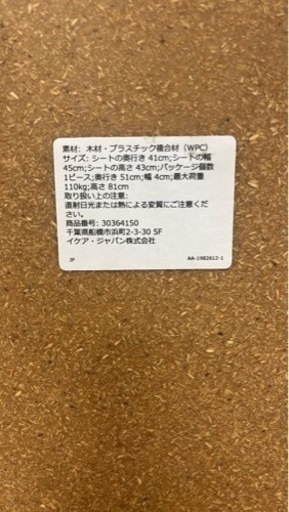 素材: 木材・プラスチック複合材（WPC）
サイズ: シートの奥行き 41cm;シートの幅
45cm;シートの高さ 43cm;パッケージ個数
1ピース;奥行き 51cm;幅 4cm;最大荷重
110kg;高さ 81cm
取り扱い上の注意:
直射日光または熱による変質にご注意くださ
い。
商品番号: 30364150
千葉県船橋市浜町2-3-30 5F
イケア・ジャパン株式会社
JP
AA-1982612-1